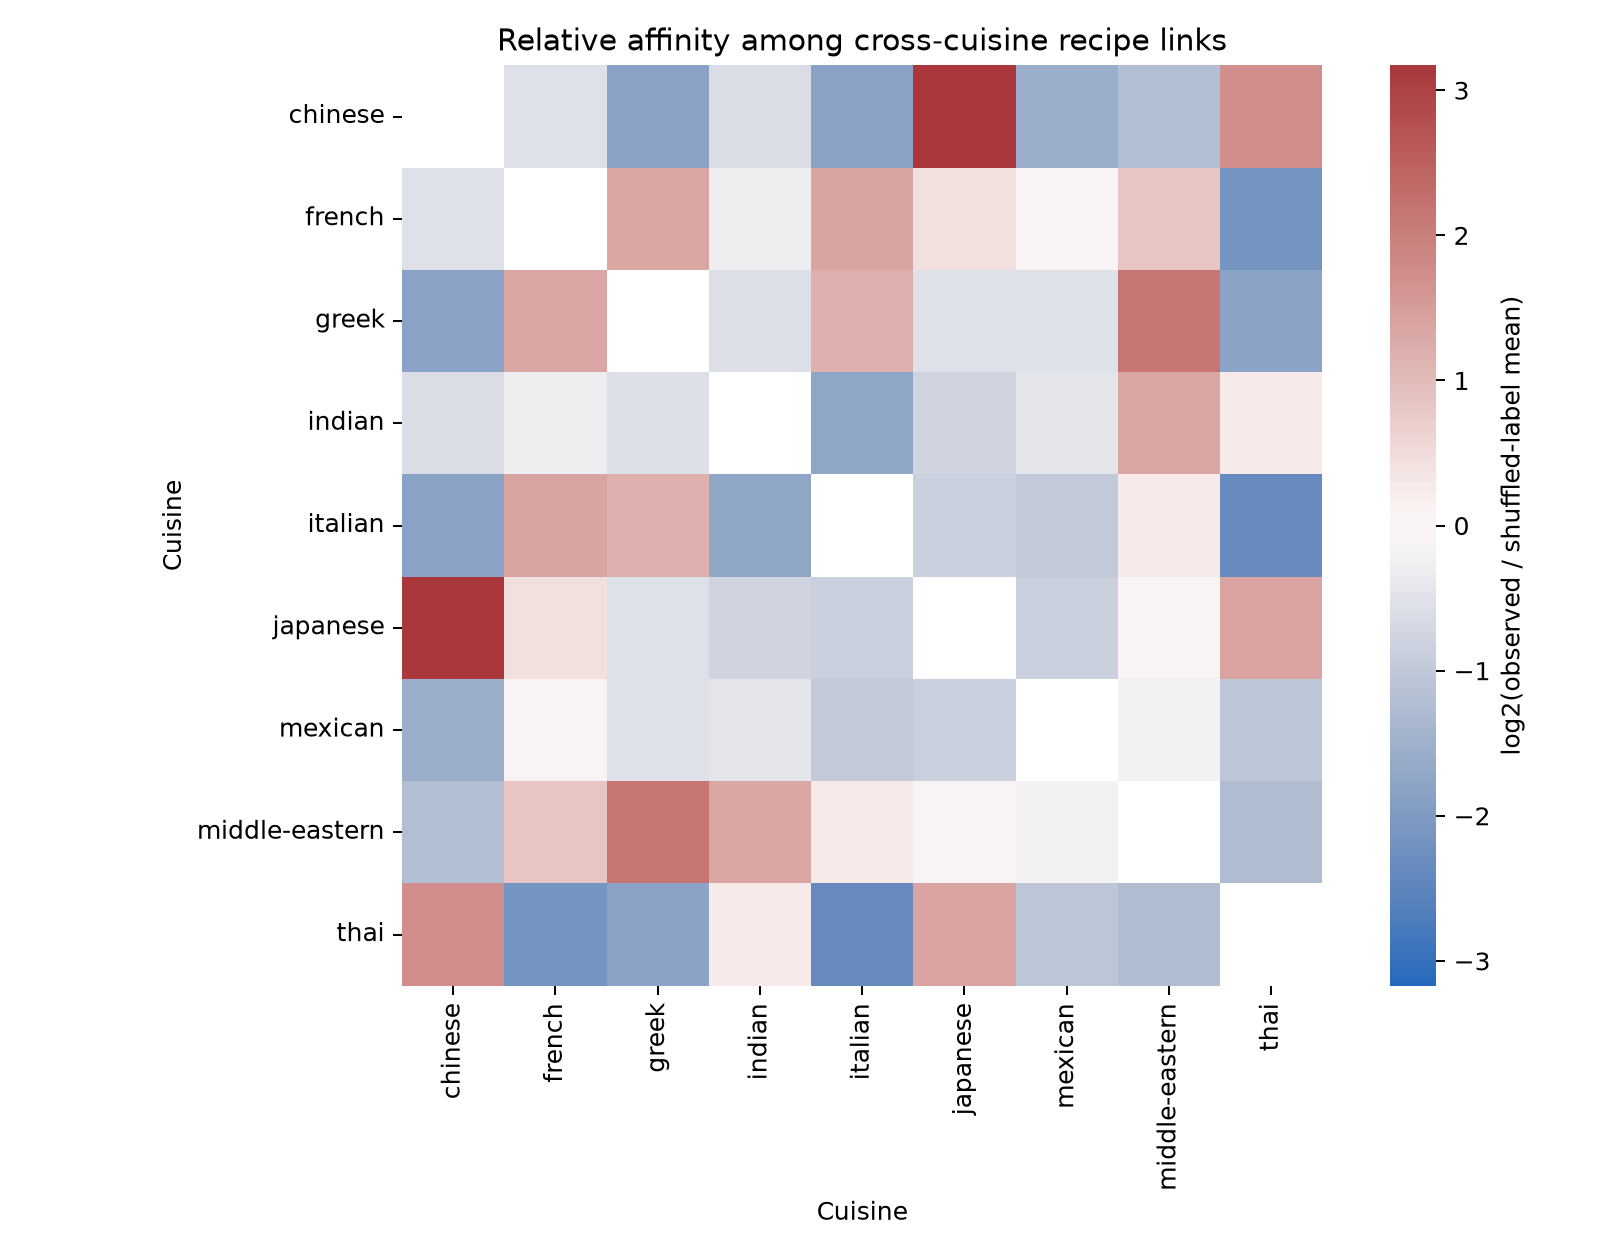 Relative affinity among cross-cuisine recipe links
chinese
french
greek
indian
italian
japanese
mexican
middle-eastern
thai
Cuisine
chinese
french
greek
indian
italian
japanese
mexican
middle-eastern
thai
Cuisine
3
2
1
0
−1
−2
−3
log2(observed / shuffled-label mean)